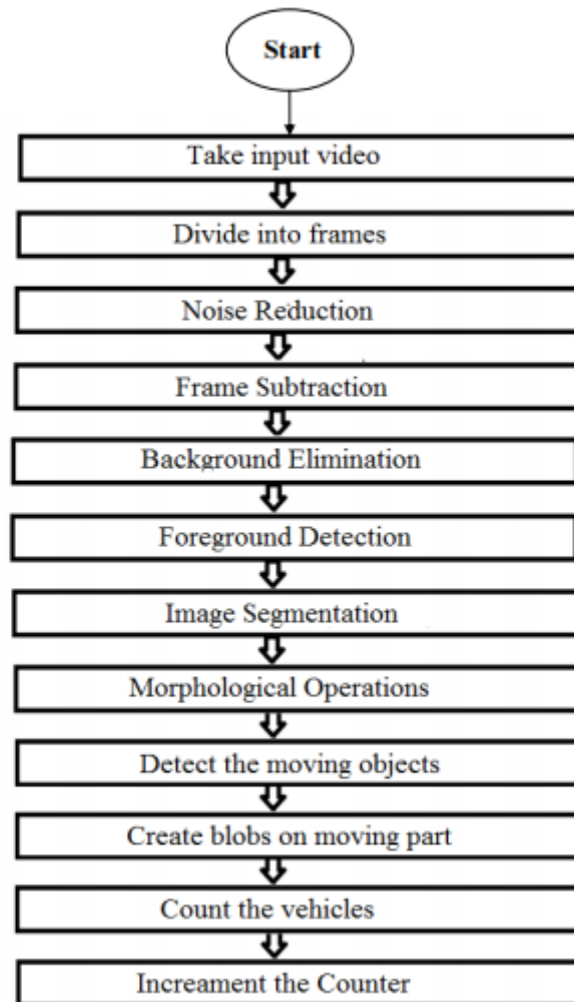 Start
Take input video
Divide into frames
Noise Reduction
Frame Subtraction
Background Elimination
Foreground Detection
Image Segmentation
Morphological Operations
Detect the moving objects
Create blobs on moving part
Count the vehicles
Increament the Counter